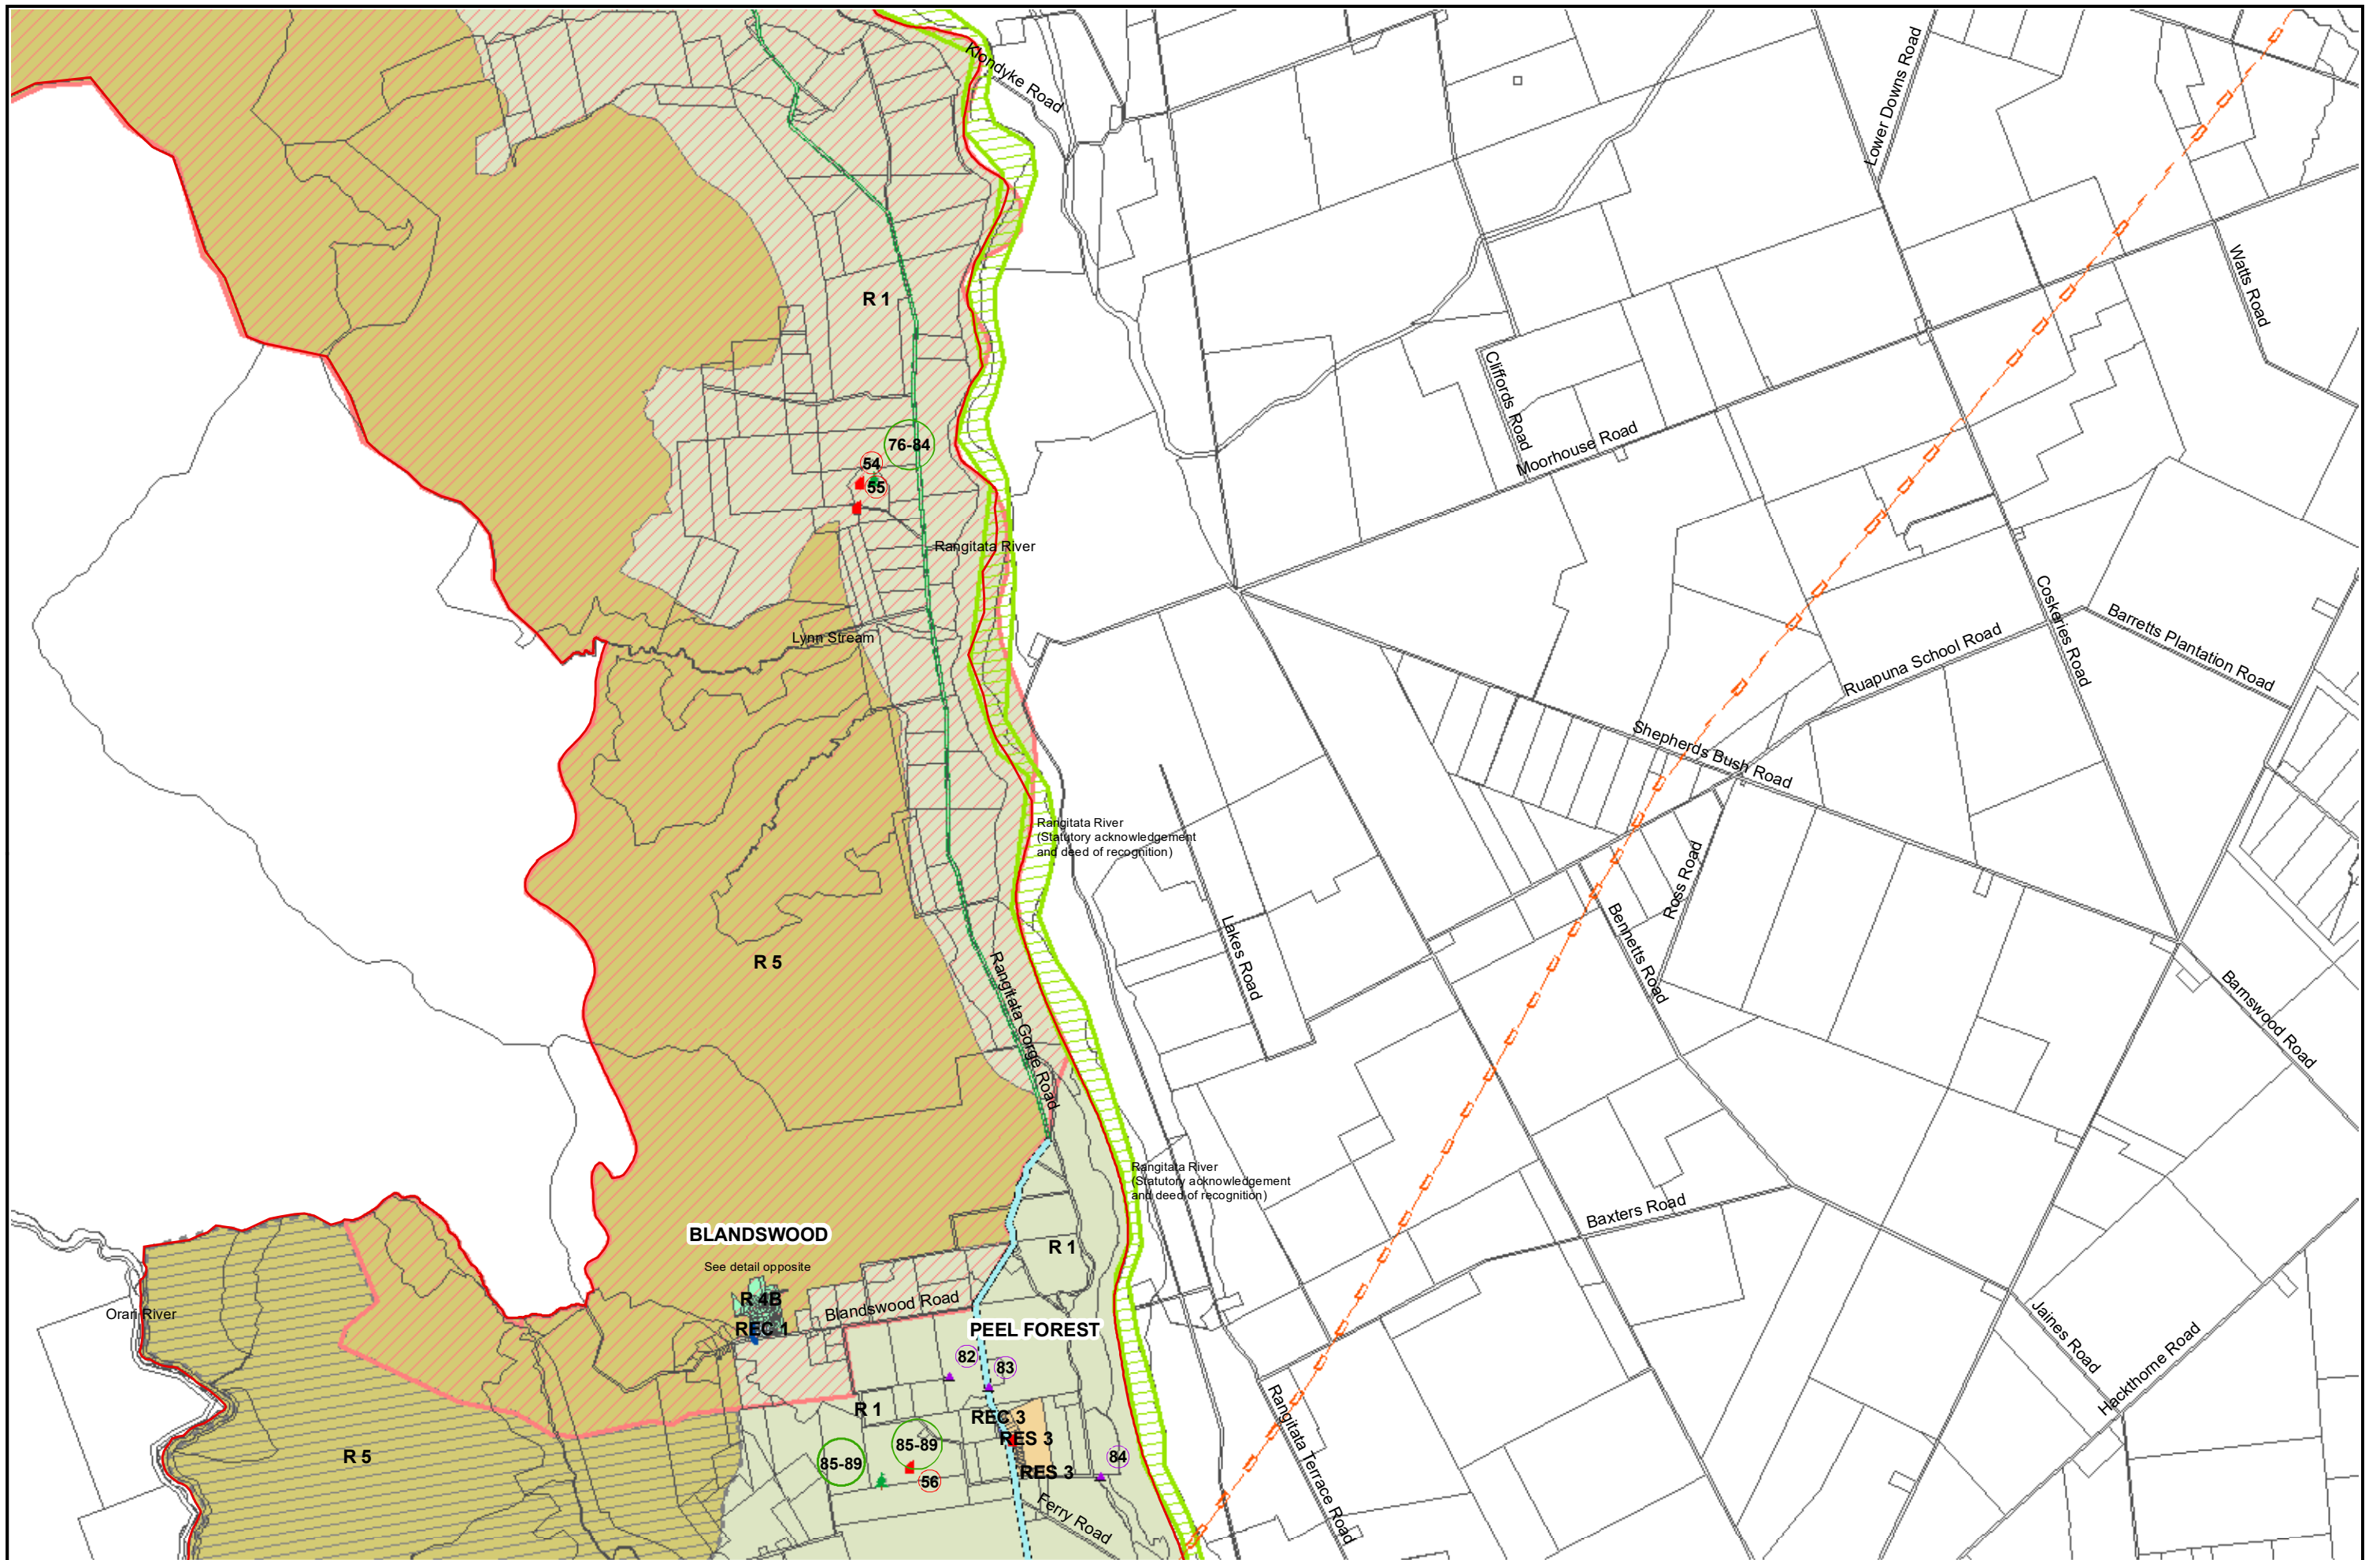 Klondyke Road
Lower Downs Road
Watts Road
R 1
Cliffords Road
Moorhouse Road
76-84
54
55
Rangitata River
Coskeries Road
Barretts Plantation Road
Ruapuna School Road
Lynn Stream
Shepherds Bush Road
Rangitata River
(Statutory acknowledgement
and deed of recognition)
Ross Road
Bennetts Road
Lakes Road
R 5
Rangitata Gorge Road
Barnswood Road
Rangitata River
(Statutory acknowledgement
and deed of recognition)
Baxters Road
BLANDSWOOD
See detail opposite
R 1
R 4B
REC 1
Blandswood Road
Orari River
PEEL FOREST
Jaines Road
Hackthorne Road
82
83
R 1
REC 3
RES 3
85-89
85-89
56
R 5
RES 3
84
Rangitata Terrace Road
Ferry Road